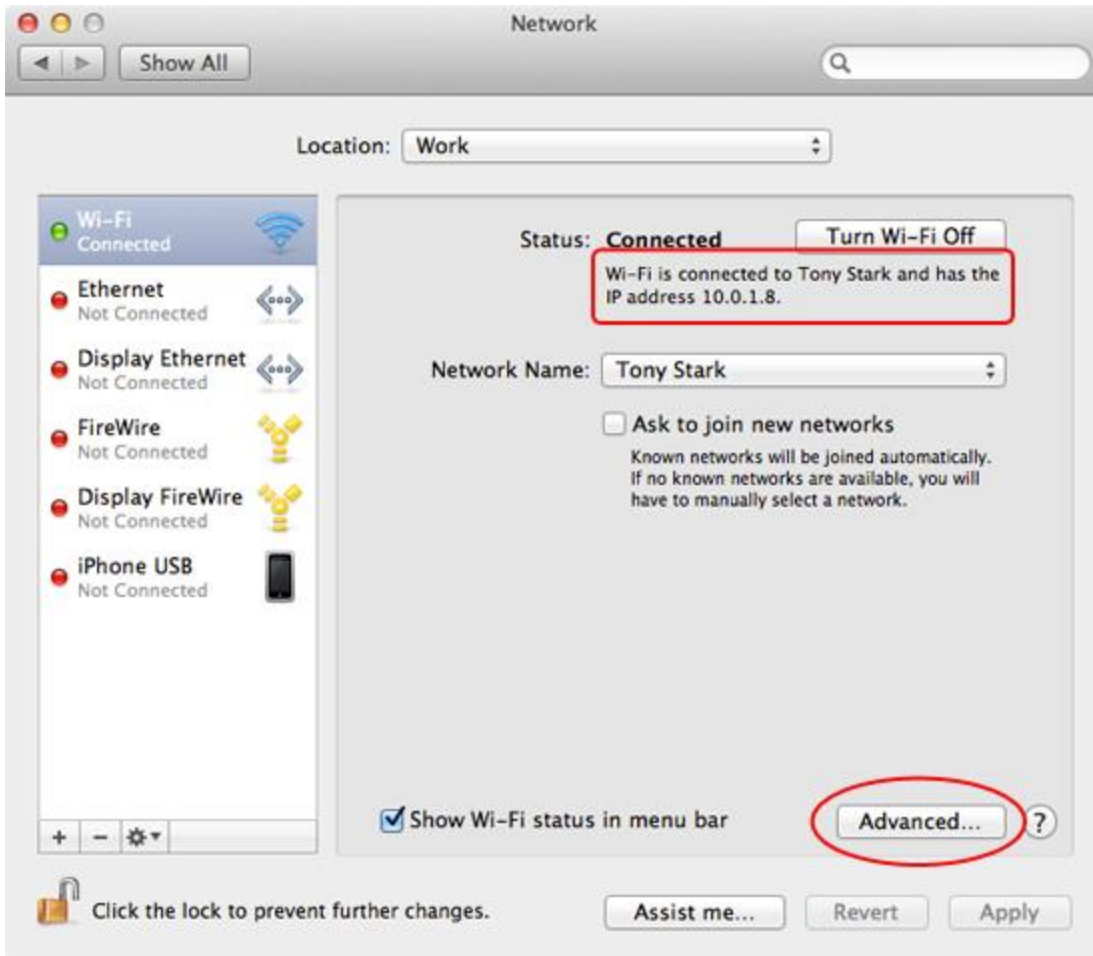 Network
Show All
Location: Work
Wi-Fi
Connected
Ethernet
Not Connected
Display Ethernet
Not Connected
FireWire
Not Connected
Display FireWire
Not Connected
iPhone USB
Not Connected
+ −
Status: Connected
Turn Wi-Fi Off
Wi-Fi is connected to Tony Stark and has the
IP address 10.0.1.8.
Network Name: Tony Stark
Ask to join new networks
Known networks will be joined automatically.
If no known networks are available, you will
have to manually select a network.
Show Wi-Fi status in menu bar
Advanced... ?
Click the lock to prevent further changes.
Assist me... Revert Apply